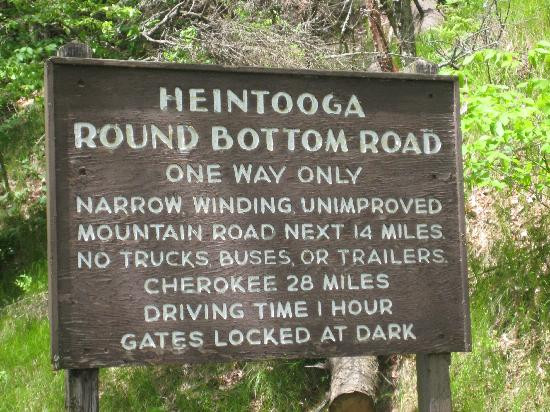 HEINTOOGA
ROUND BOTTOM ROAD
ONE WAY ONLY
NARROW, WINDING, UNIMPROVED
MOUNTAIN ROAD NEXT 14 MILES
NO TRUCKS, BUSES, OR TRAILERS.
CHEROKEE 28 MILES
DRIVING TIME 1 HOUR
GATES LOCKED AT DARK